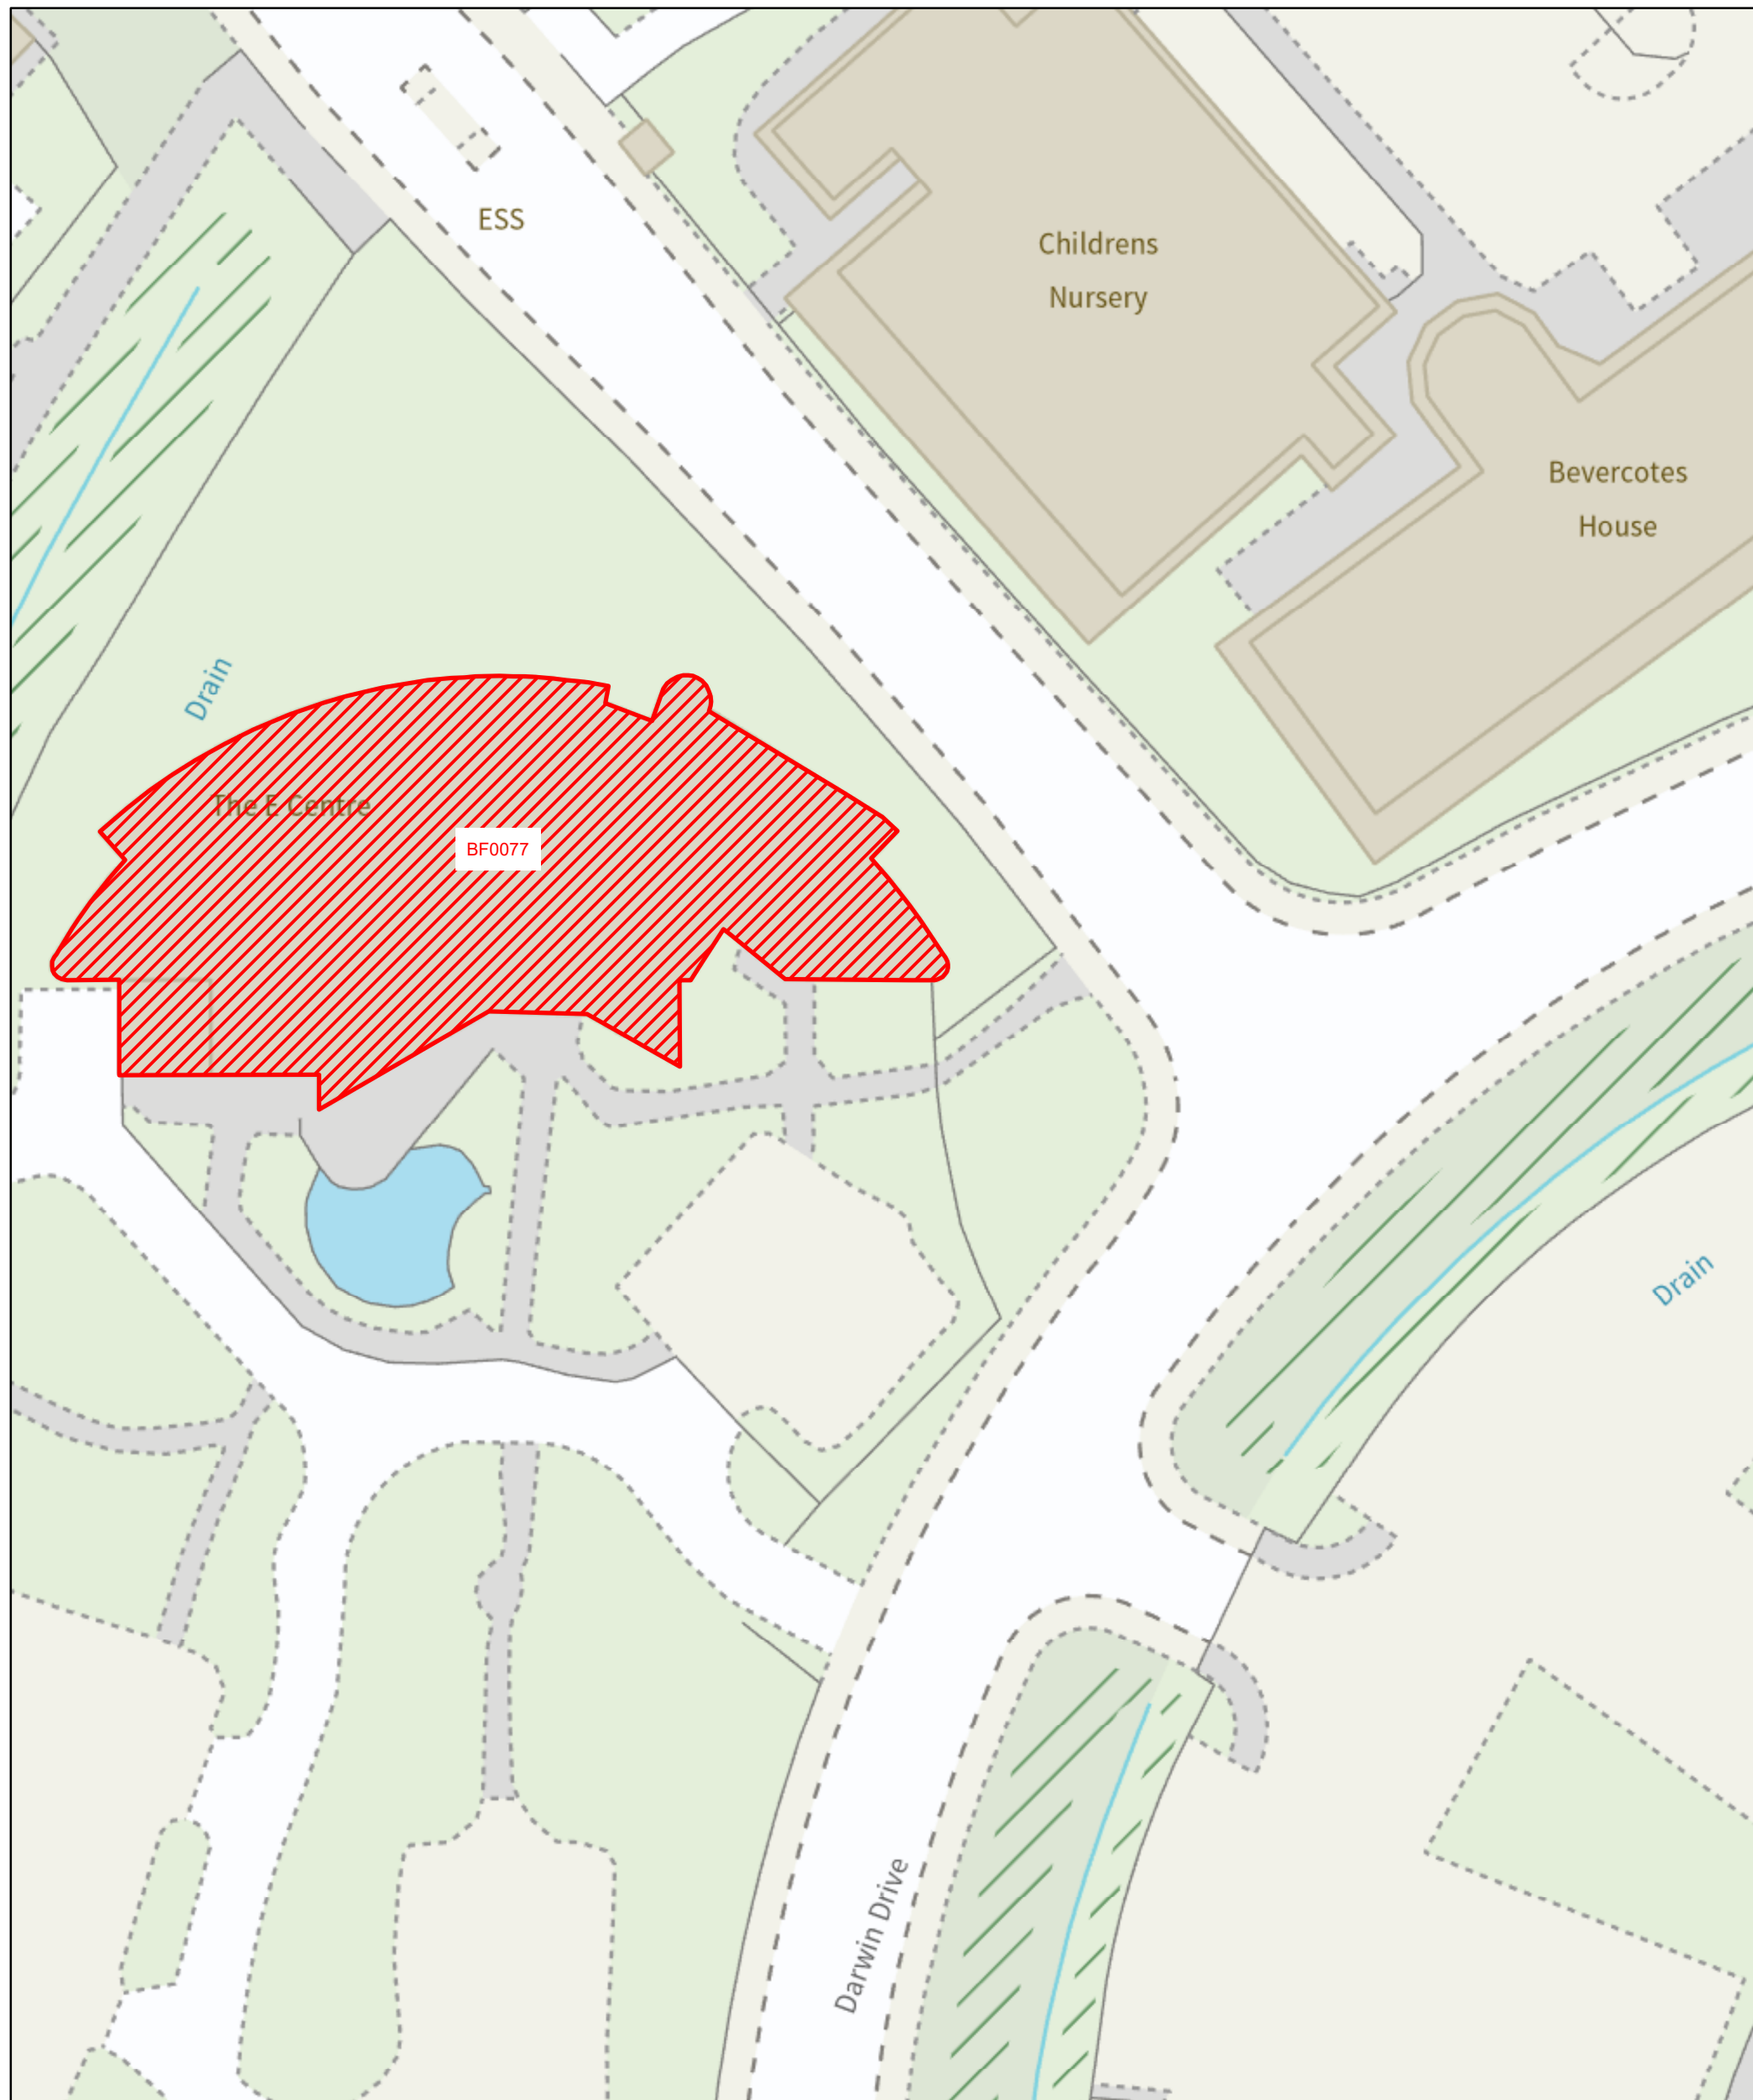 ESS
Childrens
Nursery
Bevercotes
House
Drain
The E Centre
BF0077
Drain
Darwin Drive